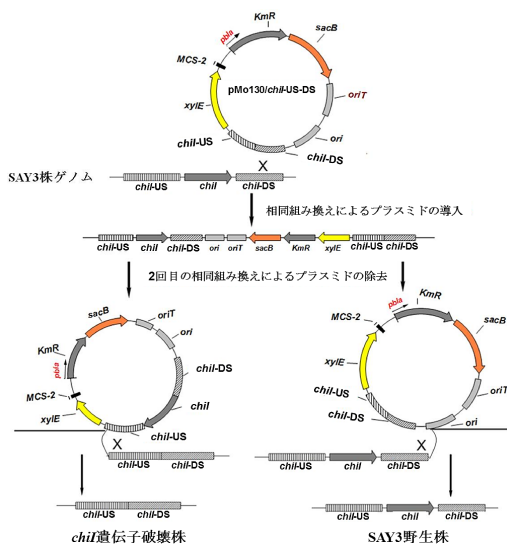 pbla
KmR
sacB
MCS-2
pMo130/chiI-US-DS
oriT
xylE
ori
chiI-US
chiI-DS
X
SAY3株ゲノム
chiI-US chiI chiI-DS
相同組み換えによるプラスミドの導入
chiI-US chiI chiI-DS ori oriT sacB KmR xylE chiI-US chiI-DS
2回目の相同組み換えによるプラスミドの除去
sacB
oriT
ori
KmR
pbla
chiI-DS
MCS-2
chiI
xylE
chiI-US
X
chiI-US chiI-DS
chiI-US chiI-DS
chiI遺伝子破壊株
pbla
KmR
MCS-2
sacB
xylE
chiI-US
oriT
chiI-DS
ori
X
chiI-US chiI chiI-DS
chiI-US chiI chiI-DS
SAY3野生株